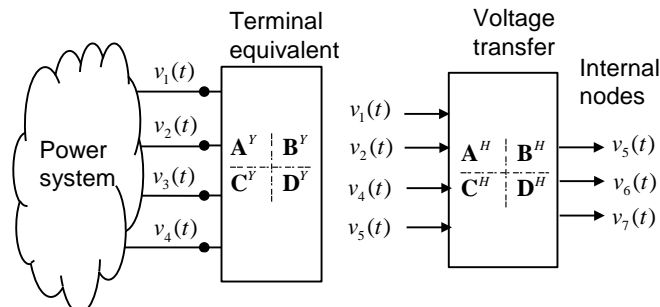 Terminal
equivalent
Voltage
transfer
Internal
nodes
Power
system
v₁(t)
v₂(t)
v₃(t)
v₄(t)
A^Y B^Y
C^Y D^Y
v₁(t)
v₂(t)
v₄(t)
v₅(t)
A^H B^H
C^H D^H
v₅(t)
v₆(t)
v₇(t)